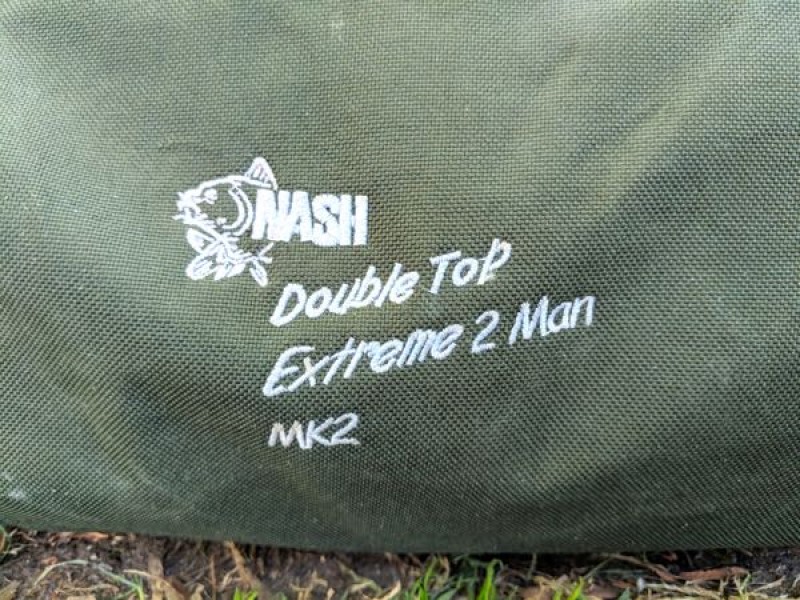 NASH
Double Top
Extreme 2 Man
MK2